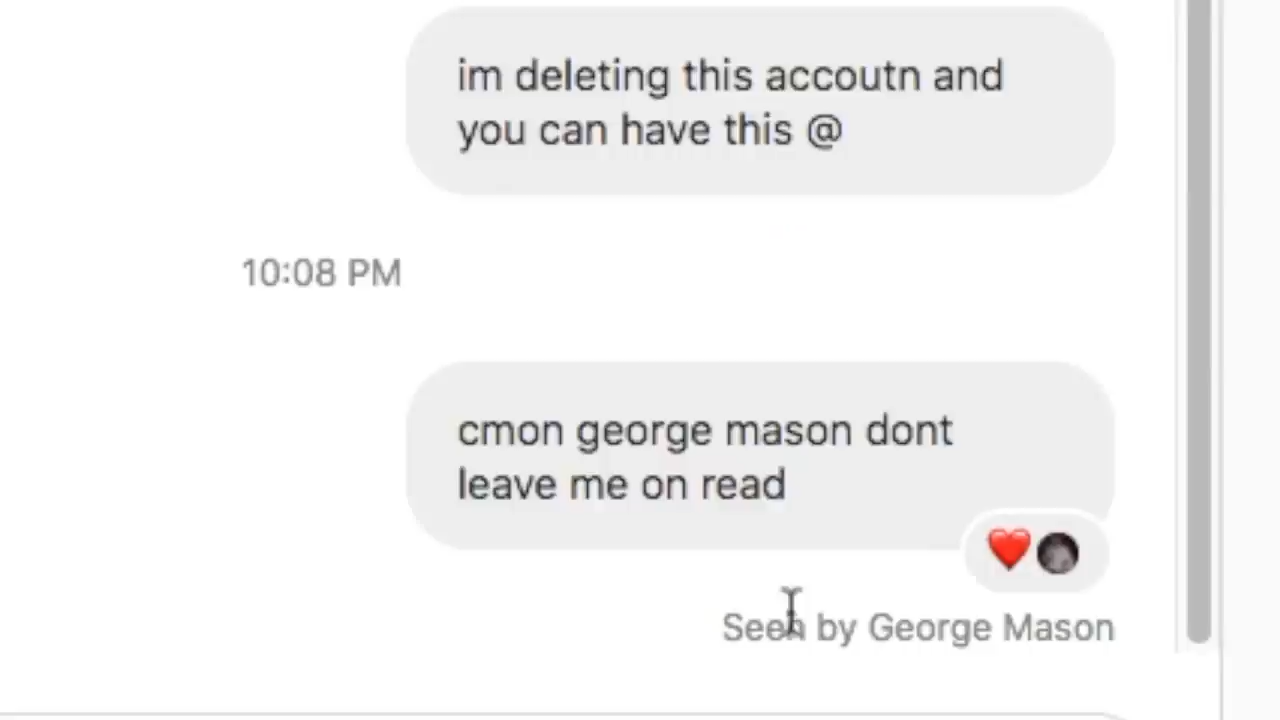 im deleting this accoutn and
you can have this @
10:08 PM
cmon george mason dont
leave me on read
Seen by George Mason